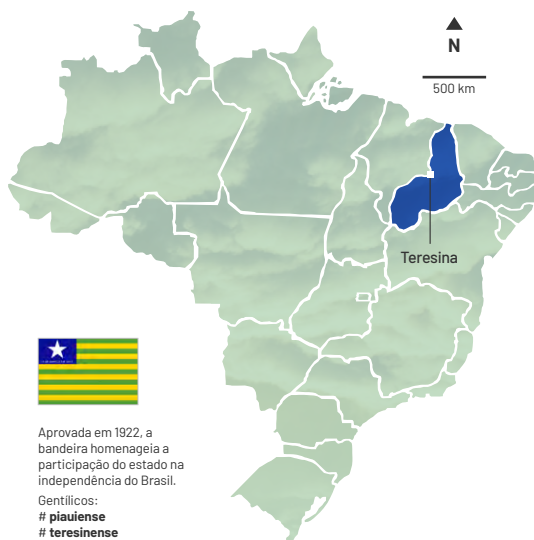 N
500 km
Teresina
Aprovada em 1922, a
bandeira homenageia a
participação do estado na
independência do Brasil.
Gentílicos:
# piauiense
# teresinense